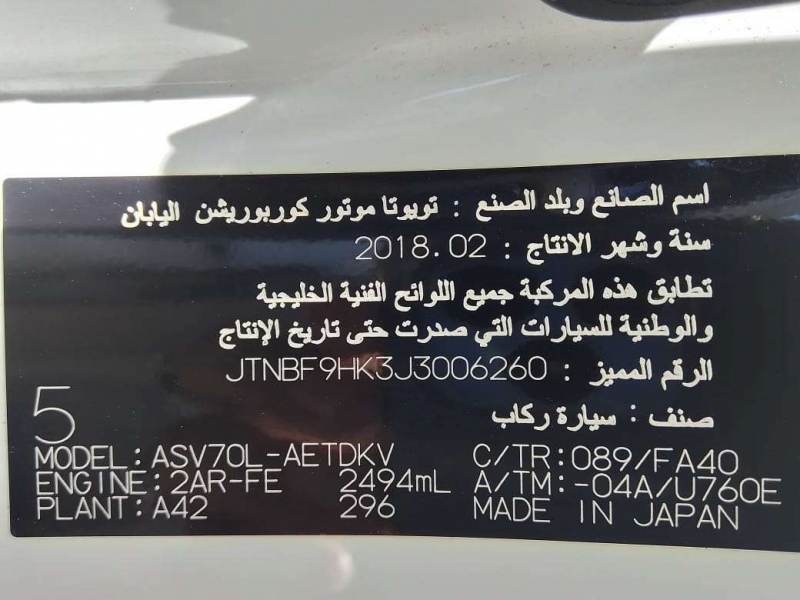 اسم الصانع وبلد الصنع : تويوتا موتور كوربوريشن اليابان
سنة وشهر الانتاج : 2018.02
تطابق هذه المركبة جميع اللوائح الفنية الخليجية
والوطنية للسيارات التي صدرت حتى تاريخ الإنتاج
الرقم المميز : JTNBF9HK3J3006260
صنف : سيارة ركاب
5
MODEL:ASV70L-AETDKV C/TR:089/FA40
ENGINE:2AR-FE 2494mL A/TM:-04A/U760E
PLANT:A42 296 MADE IN JAPAN